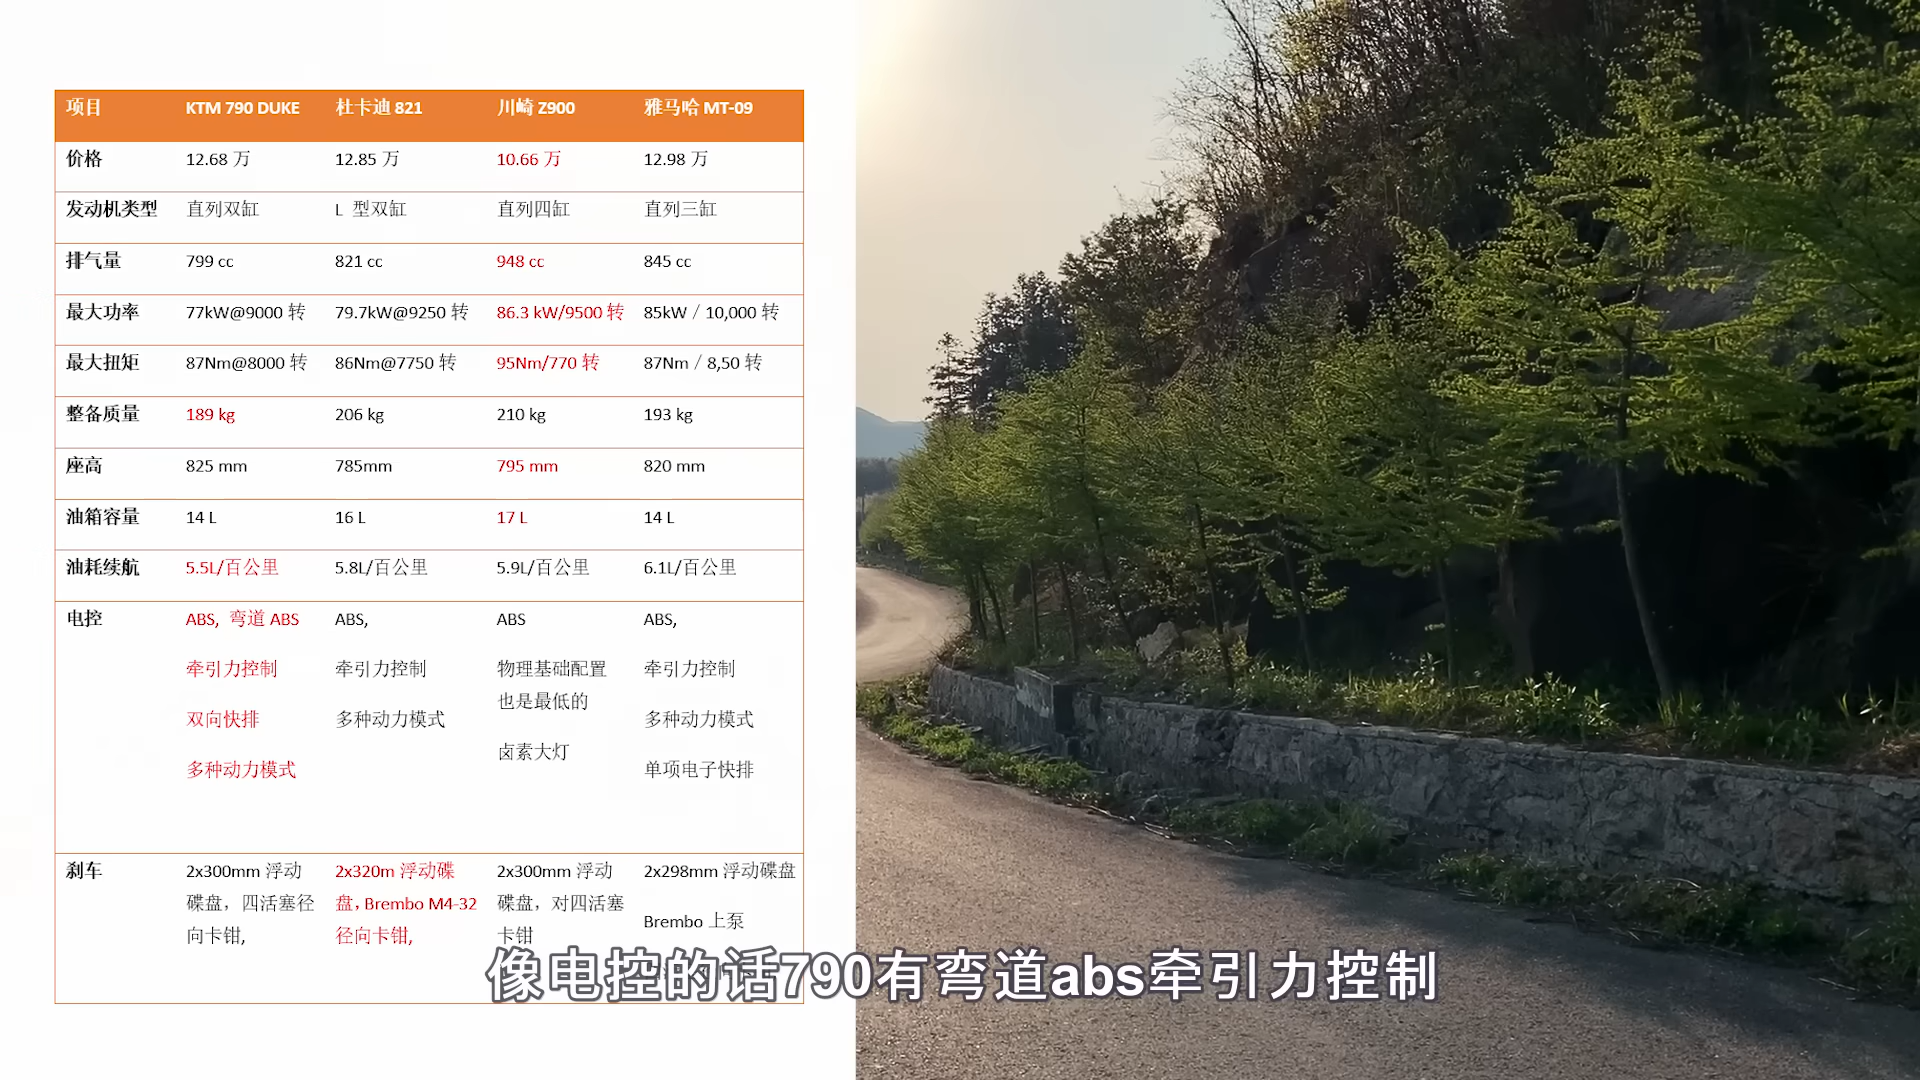 项目 KTM 790 DUKE 杜卡迪 821 川崎 Z900 雅马哈 MT-09
价格 12.68 万 12.85 万 10.66 万 12.98 万
发动机类型 直列双缸 L 型双缸 直列四缸 直列三缸
排气量 799 cc 821 cc 948 cc 845 cc
最大功率 77kW@9000 转 79.7kW@9250 转 86.3 kW/9500 转 85kW / 10,000 转
最大扭矩 87Nm@8000 转 86Nm@7750 转 95Nm/770 转 87Nm / 8,50 转
整备质量 189 kg 206 kg 210 kg 193 kg
座高 825 mm 785mm 795 mm 820 mm
油箱容量 14 L 16 L 17 L 14 L
油耗续航 5.5L/百公里 5.8L/百公里 5.9L/百公里 6.1L/百公里
电控 ABS, 弯道 ABS ABS, ABS ABS,
牵引力控制 牵引力控制 物理基础配置 牵引力控制
也是最低的
双向快排 多种动力模式 多种动力模式
卤素大灯
多种动力模式 单项电子快排
刹车 2x300mm 浮动 2x320m 浮动碟 2x300mm 浮动 2x298mm 浮动碟盘
碟盘，四活塞径 盘，Brembo M4-32 碟盘，对四活塞
Brembo 上泵
向卡钳, 径向卡钳, 卡钳
像电控的话790有弯道abs牵引力控制